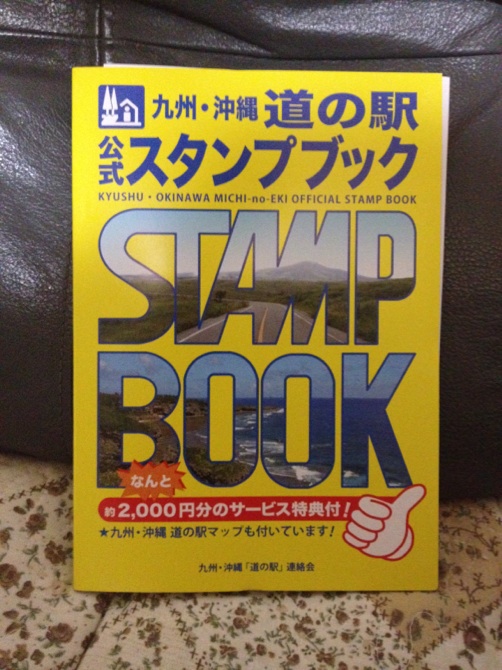 九州・沖縄 道の駅
公式スタンプブック
KYUSHU・OKINAWA MICHI-no-EKI OFFICIAL STAMP BOOK
STAMP
BOOK
なんと
約2,000円分のサービス特典付!
★九州・沖縄 道の駅マップも付いています!
九州・沖縄「道の駅」連絡会